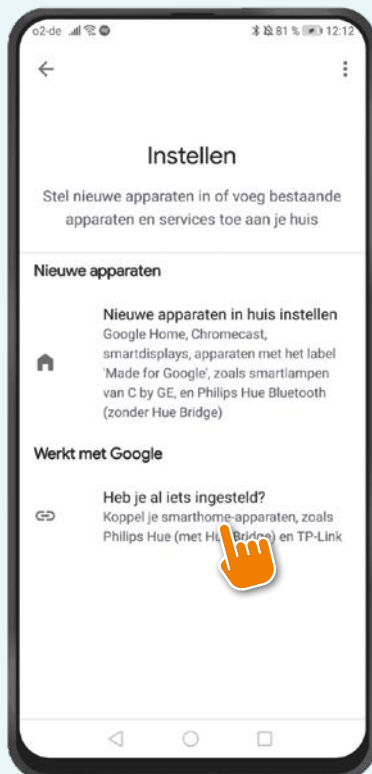 o2-de 81 % 12:12
Instellen
Stel nieuwe apparaten in of voeg bestaande
apparaten en services toe aan je huis
Nieuwe apparaten
Nieuwe apparaten in huis instellen
Google Home, Chromecast,
smartdisplays, apparaten met het label
'Made for Google', zoals smartlampen
van C by GE, en Philips Hue Bluetooth
(zonder Hue Bridge)
Werkt met Google
Heb je al iets ingesteld?
Koppel je smarthome-apparaten, zoals
Philips Hue (met Hue Bridge) en TP-Link